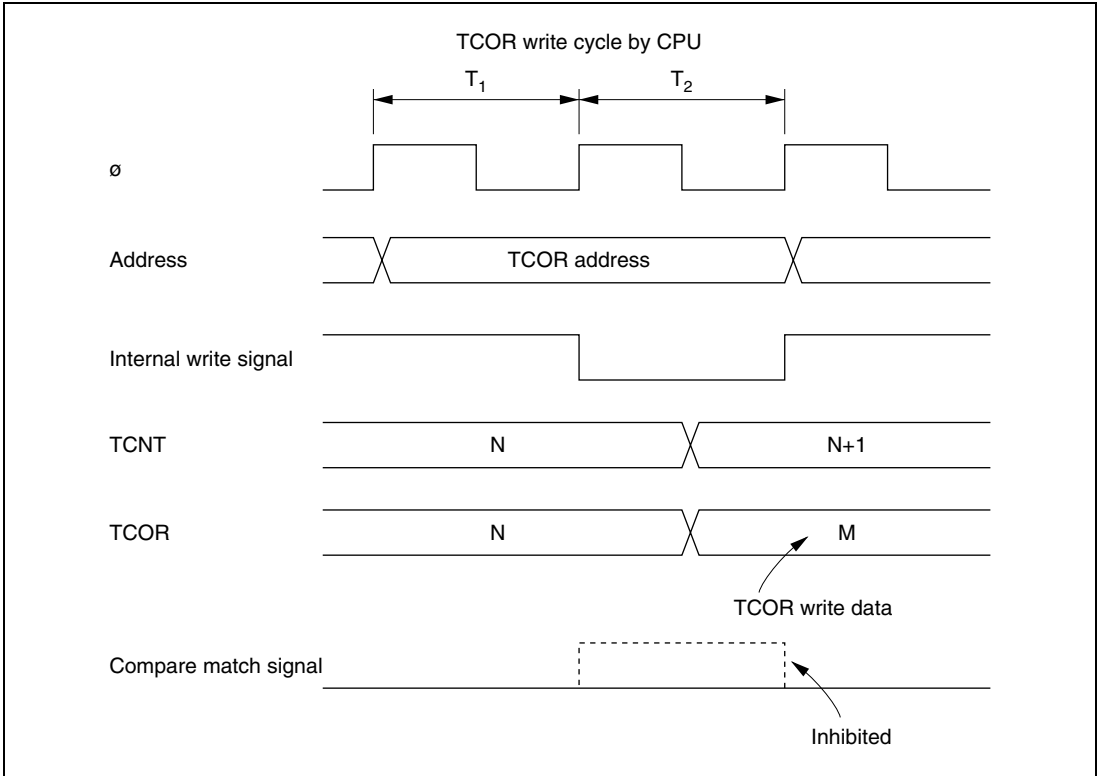 TCOR write cycle by CPU
T1 T2
ø
Address TCOR address
Internal write signal
TCNT N N+1
TCOR N M
TCOR write data
Compare match signal
Inhibited